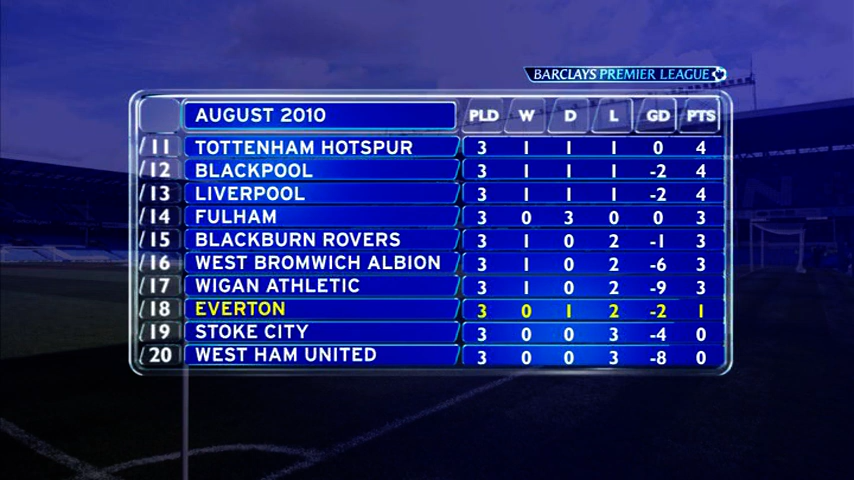 BARCLAYS PREMIER LEAGUE
AUGUST 2010 PLD W D L GD PTS
/11 TOTTENHAM HOTSPUR 3 1 1 1 0 4
/12 BLACKPOOL 3 1 1 1 -2 4
/13 LIVERPOOL 3 1 1 1 -2 4
/14 FULHAM 3 0 3 0 0 3
/15 BLACKBURN ROVERS 3 1 0 2 -1 3
/16 WEST BROMWICH ALBION 3 1 0 2 -6 3
/17 WIGAN ATHLETIC 3 1 0 2 -9 3
/18 EVERTON 3 0 1 2 -2 1
/19 STOKE CITY 3 0 0 3 -4 0
/20 WEST HAM UNITED 3 0 0 3 -8 0